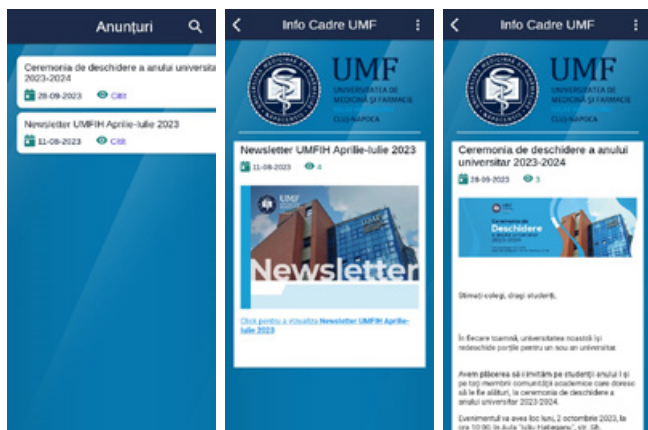 Anunțuri
Ceremonia de deschidere a anului universita
2023-2024
28-09-2023 Citit
Newsletter UMFIH Aprilie-Iulie 2023
11-08-2023 Citit
Info Cadre UMF
UMF
UNIVERSITATEA DE
MEDICINĂ ȘI FARMACIE
CLUJ-NAPOCA
Newsletter UMFIH Aprilie-Iulie 2023
11-08-2023 4
UMF
Newsletter
Click pentru a vizualiza Newsletter UMFIH Aprilie-
Iulie 2023
Info Cadre UMF
UMF
UNIVERSITATEA DE
MEDICINĂ ȘI FARMACIE
CLUJ-NAPOCA
Ceremonia de deschidere a anului
universitar 2023-2024
28-09-2023 3
UMF
Ceremonia de
Deschidere
a anului universitar
2023-2024
Stimați colegi, dragi studenți,
În fiecare toamnă, universitatea noastră își
redeschide porțile pentru un nou an universitar.
Avem plăcerea să-i invităm pe studenții anului I și
pe toți membrii comunității academice care doresc
să le fie alături, la ceremonia de deschidere a
anului universitar 2023-2024.
Evenimentul va avea loc luni, 2 octombrie 2023, la
ora 10:00, în Aula "Iuliu Hațieganu", str. Gh.